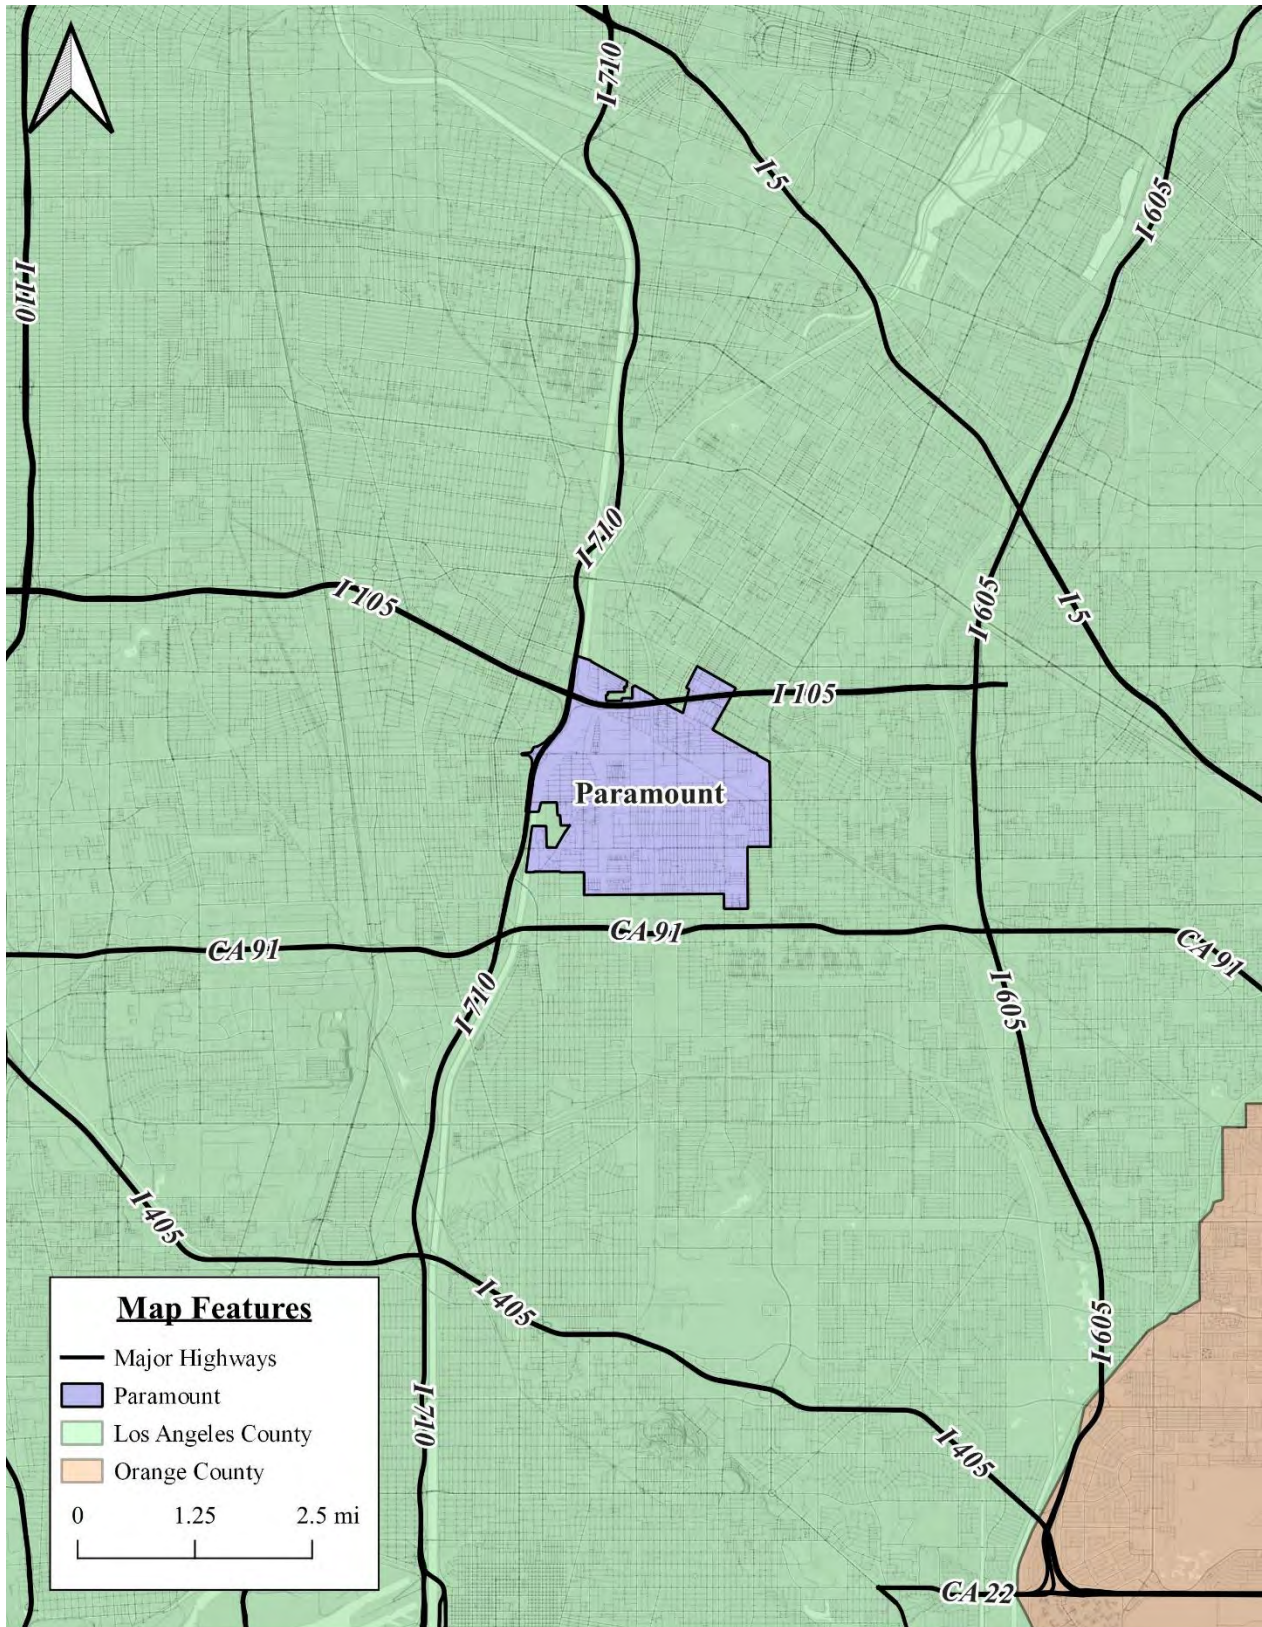 I 710
I-5
I-605
I-110
I-710
I 105
I-605
I-5
I 105
Paramount
CA 91
CA 91
CA 91
I-710
I-605
I-405
I-405
I-605
I-710
I-405
CA 22
Map Features
Major Highways
Paramount
Los Angeles County
Orange County
0 1.25 2.5 mi